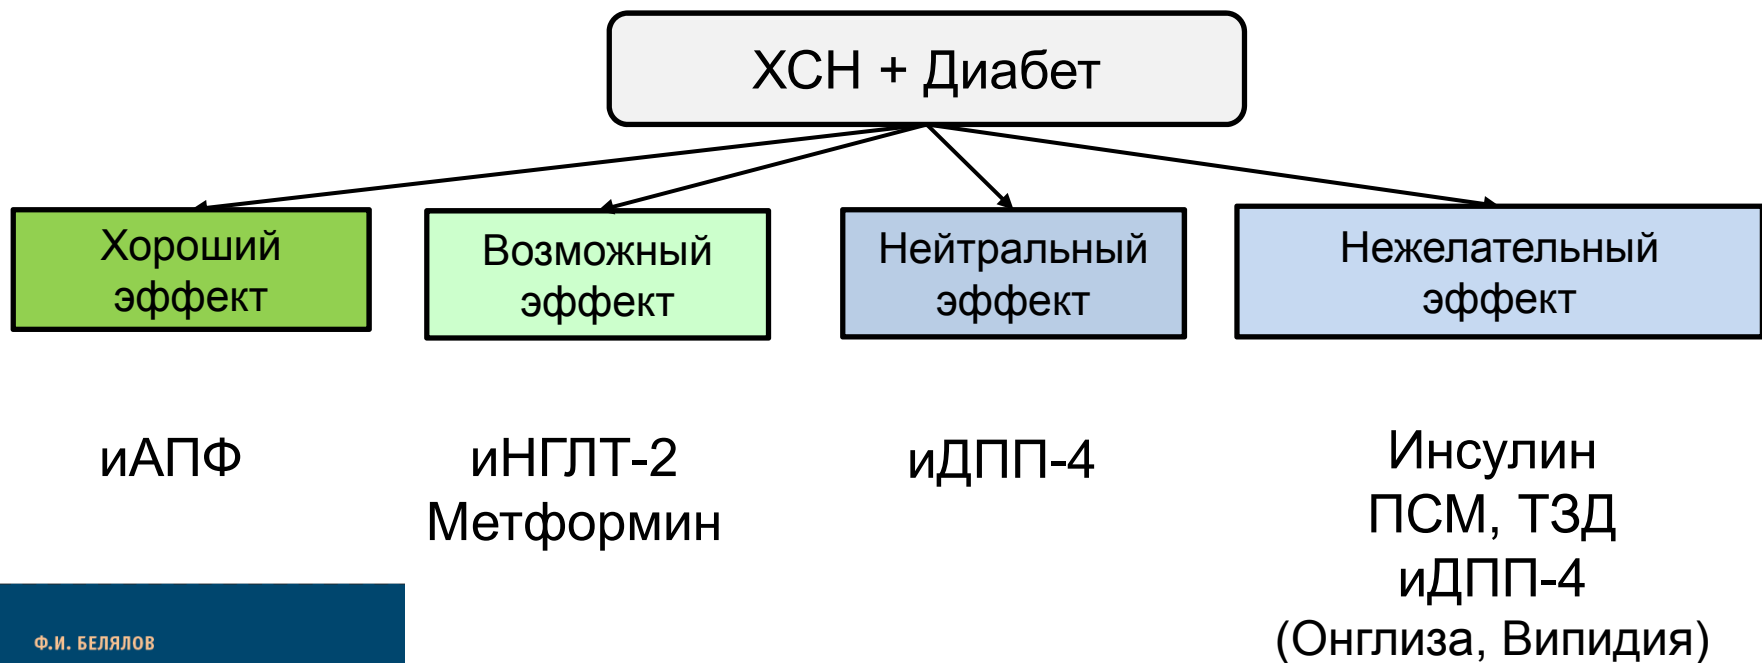 ХСН + Диабет
Хороший
эффект
Возможный
эффект
Нейтральный
эффект
Нежелательный
эффект
иАПФ
иНГЛТ-2
Метформин
иДПП-4
Инсулин
ПСМ, ТЗД
иДПП-4
(Онглиза, Випидия)
Ф.И. БЕЛЯЛОВ